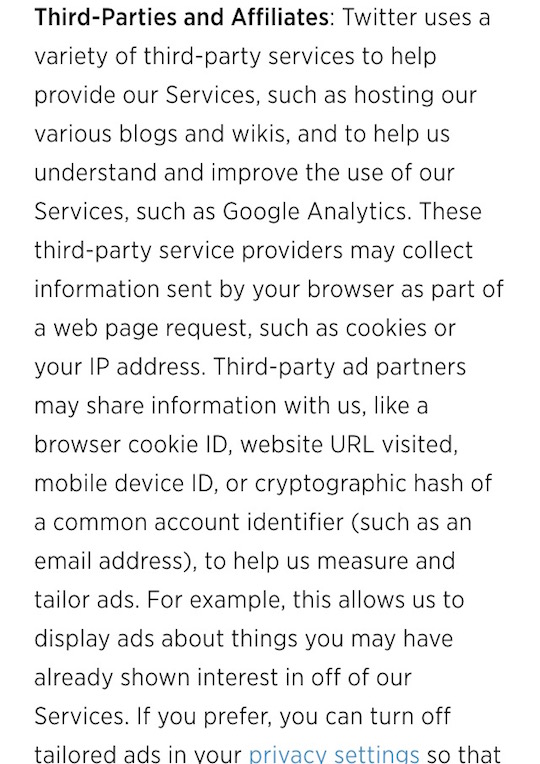 Third-Parties and Affiliates: Twitter uses a
variety of third-party services to help
provide our Services, such as hosting our
various blogs and wikis, and to help us
understand and improve the use of our
Services, such as Google Analytics. These
third-party service providers may collect
information sent by your browser as part of
a web page request, such as cookies or
your IP address. Third-party ad partners
may share information with us, like a
browser cookie ID, website URL visited,
mobile device ID, or cryptographic hash of
a common account identifier (such as an
email address), to help us measure and
tailor ads. For example, this allows us to
display ads about things you may have
already shown interest in off of our
Services. If you prefer, you can turn off
tailored ads in your privacy settings so that